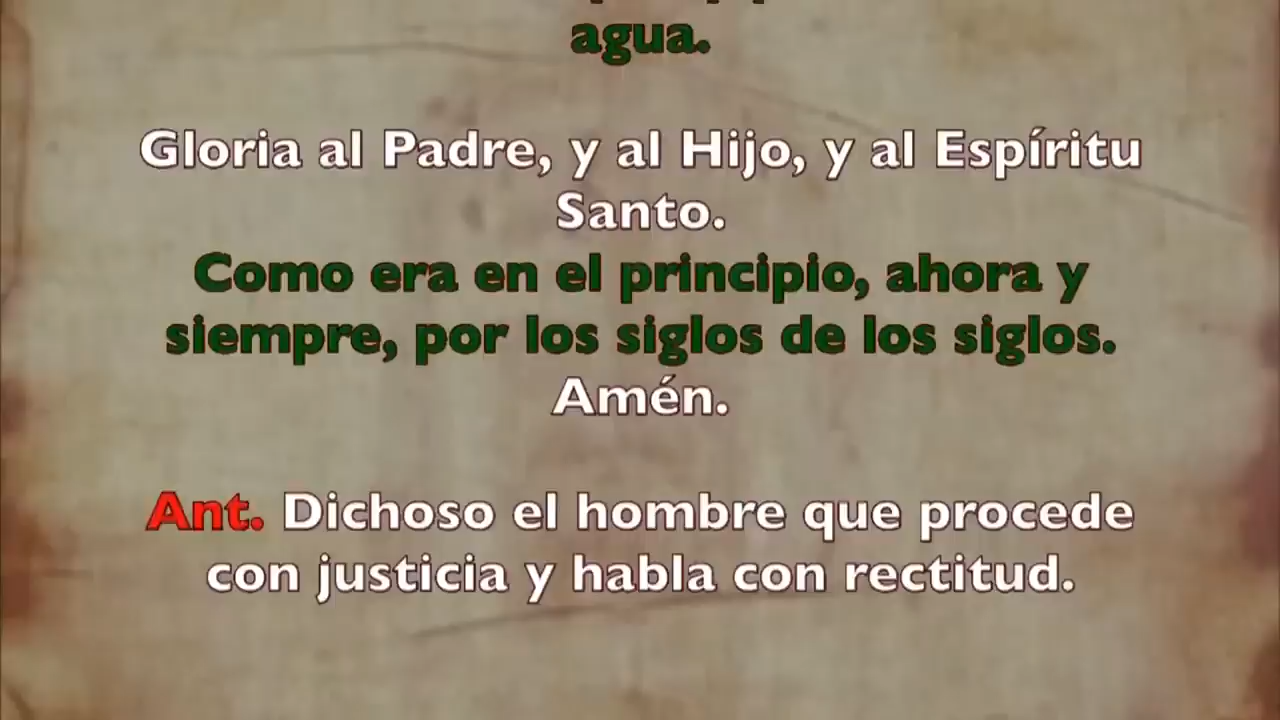 agua.
Gloria al Padre, y al Hijo, y al Espíritu
Santo.
Como era en el principio, ahora y
siempre, por los siglos de los siglos.
Amén.
Ant. Dichoso el hombre que procede
con justicia y habla con rectitud.